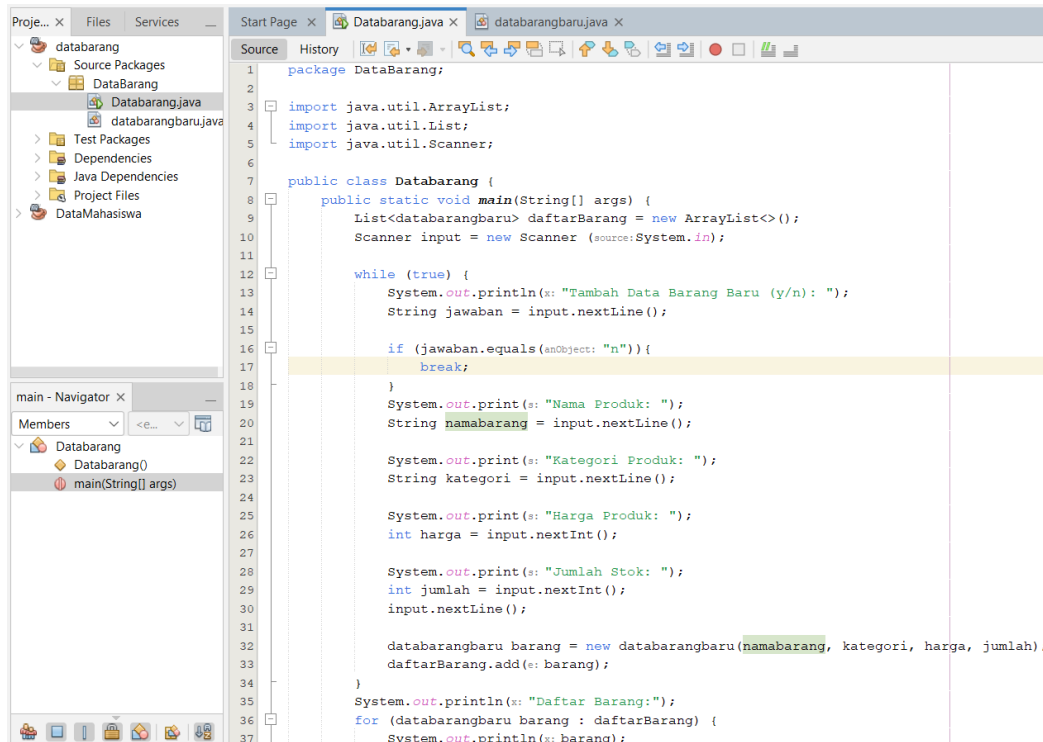 Proje... × Files Services
databarang
Source Packages
DataBarang
Databarang.java
databarangbaru.java
Test Packages
Dependencies
Java Dependencies
Project Files
DataMahasiswa
main - Navigator ×
Members <e...
Databarang
Databarang()
main(String[] args)
Start Page × Databarang.java × databarangbaru.java ×
Source History
1 package DataBarang;
2
3 import java.util.ArrayList;
4 import java.util.List;
5 import java.util.Scanner;
6
7 public class Databarang {
8 public static void main(String[] args) {
9 List<databarangbaru> daftarBarang = new ArrayList<>();
10 Scanner input = new Scanner (source:System.in);
11
12 while (true) {
13 System.out.println(x: "Tambah Data Barang Baru (y/n): ");
14 String jawaban = input.nextLine();
15
16 if (jawaban.equals(anObject: "n")){
17 break;
18 }
19 System.out.print(s: "Nama Produk: ");
20 String namabarang = input.nextLine();
21
22 System.out.print(s: "Kategori Produk: ");
23 String kategori = input.nextLine();
24
25 System.out.print(s: "Harga Produk: ");
26 int harga = input.nextInt();
27
28 System.out.print(s: "Jumlah Stok: ");
29 int jumlah = input.nextInt();
30 input.nextLine();
31
32 databarangbaru barang = new databarangbaru(namabarang, kategori, harga, jumlah)
33 daftarBarang.add(e: barang);
34 }
35 System.out.println(x: "Daftar Barang:");
36 for (databarangbaru barang : daftarBarang) {
37 System.out.println(x: barang);